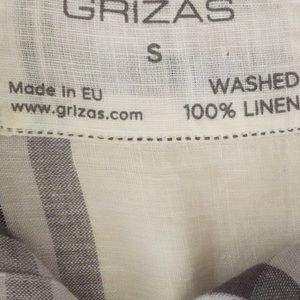 GRIZAS
S
Made in EU WASHED
www.grizas.com 100% LINEN